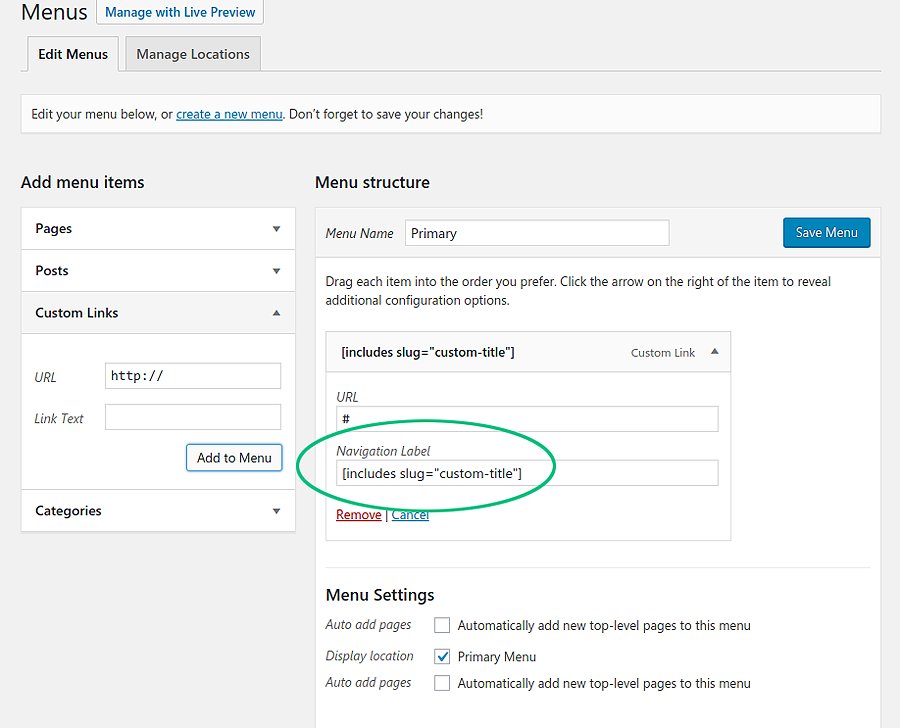 Menus
Manage with Live Preview
Edit Menus
Manage Locations
Edit your menu below, or create a new menu. Don't forget to save your changes!
Add menu items
Menu structure
Pages
Posts
Custom Links
URL
http://
Link Text
Add to Menu
Categories
Menu Name
Primary
Save Menu
Drag each item into the order you prefer. Click the arrow on the right of the item to reveal
additional configuration options.
[includes slug="custom-title"]
Custom Link
URL
#
Navigation Label
[includes slug="custom-title"]
Remove | Cancel
Menu Settings
Auto add pages
Automatically add new top-level pages to this menu
Display location
Primary Menu
Auto add pages
Automatically add new top-level pages to this menu